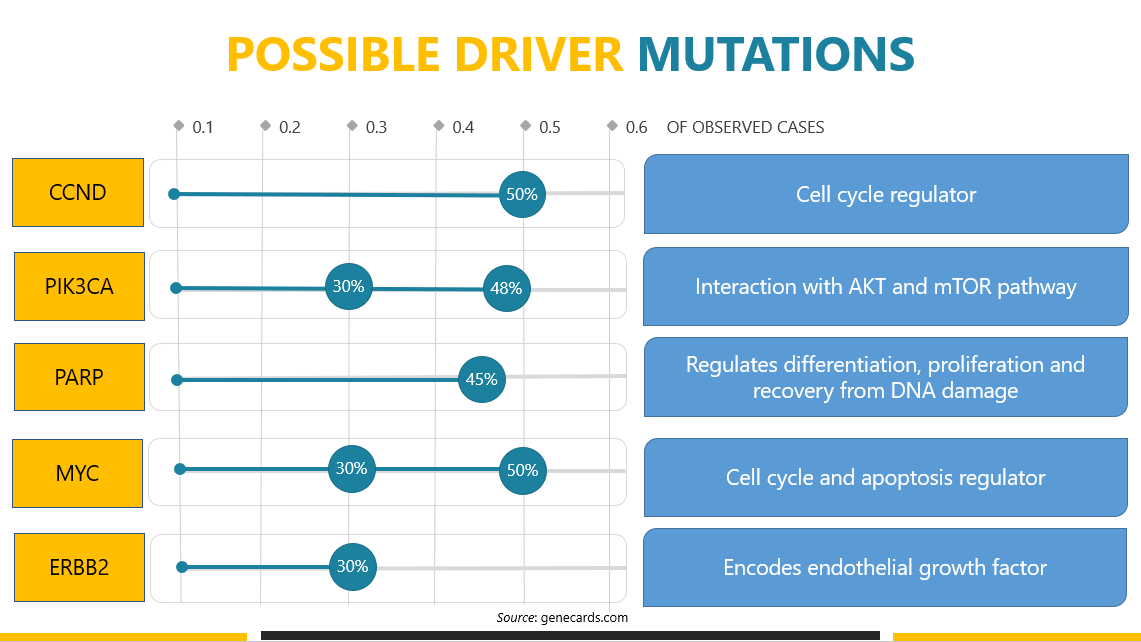 POSSIBLE DRIVER MUTATIONS
0.1 0.2 0.3 0.4 0.5 0.6 OF OBSERVED CASES
CCND
50%
Cell cycle regulator
PIK3CA
30% 48%
Interaction with AKT and mTOR pathway
PARP
45%
Regulates differentiation, proliferation and
recovery from DNA damage
MYC
30% 50%
Cell cycle and apoptosis regulator
ERBB2
30%
Encodes endothelial growth factor
Source: genecards.com